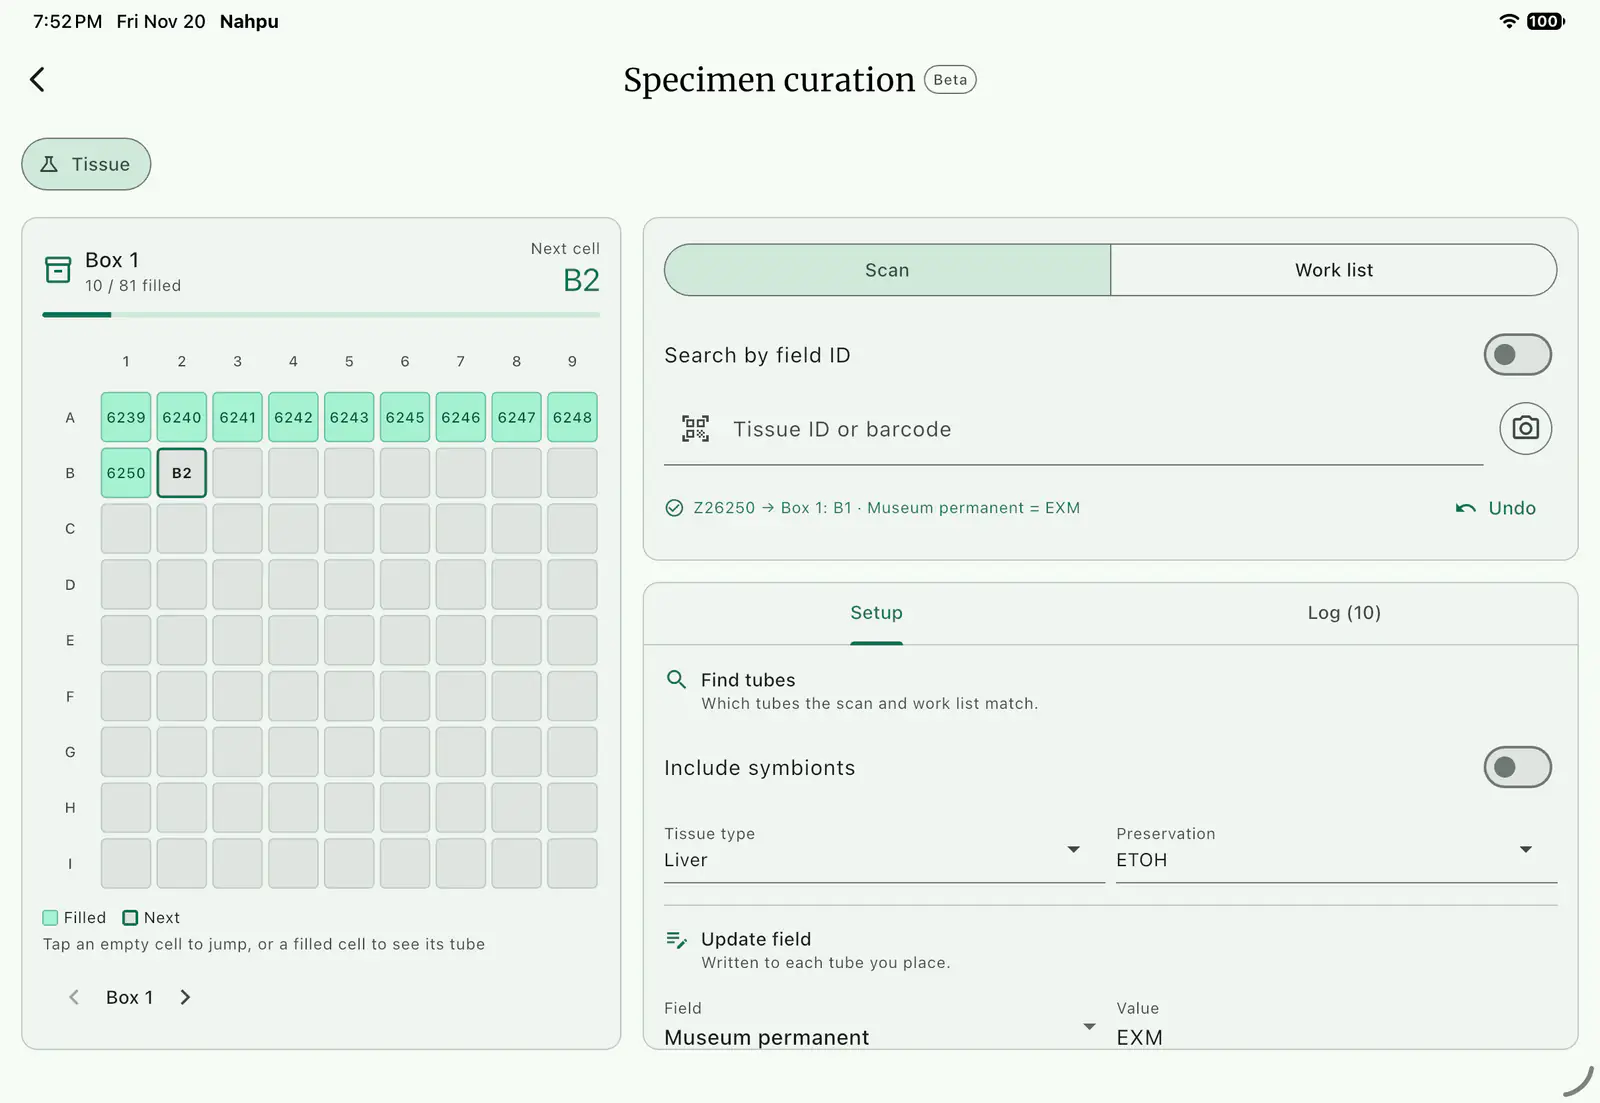 7:52 PM Fri Nov 20 Nahpu
100
Specimen curation Beta
Tissue
Box 1
10 / 81 filled
Next cell
B2
1 2 3 4 5 6 7 8 9
A 6239 6240 6241 6242 6243 6245 6246 6247 6248
B 6250 B2
C
D
E
F
G
H
I
Filled Next
Tap an empty cell to jump, or a filled cell to see its tube
Box 1
Scan Work list
Search by field ID
Tissue ID or barcode
Z26250 → Box 1: B1 · Museum permanent = EXM
Undo
Setup Log (10)
Find tubes
Which tubes the scan and work list match.
Include symbionts
Tissue type
Liver
Preservation
ETOH
Update field
Written to each tube you place.
Field
Museum permanent
Value
EXM